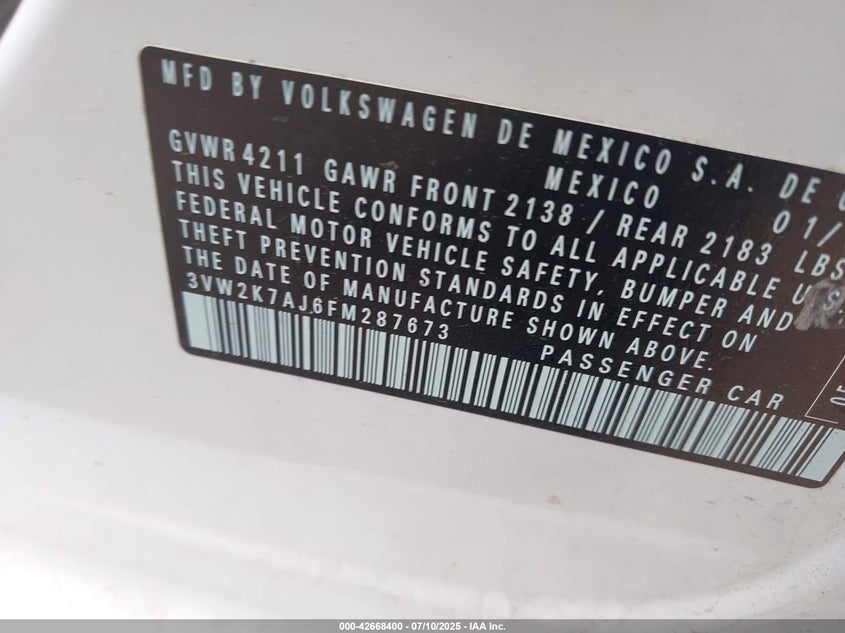 MFD BY VOLKSWAGEN DE MEXICO S.A. DE
MEXICO
GVWR 4211 GAWR FRONT 2138 / REAR 2183 LBS
THIS VEHICLE CONFORMS TO ALL APPLICABLE U.S.
FEDERAL MOTOR VEHICLE SAFETY, BUMPER AND
THEFT PREVENTION STANDARDS IN EFFECT ON
THE DATE OF MANUFACTURE SHOWN ABOVE.
3VW2K7AJ6FM287673 PASSENGER CAR
000-42668400 - 07/10/2025 - IAA Inc.